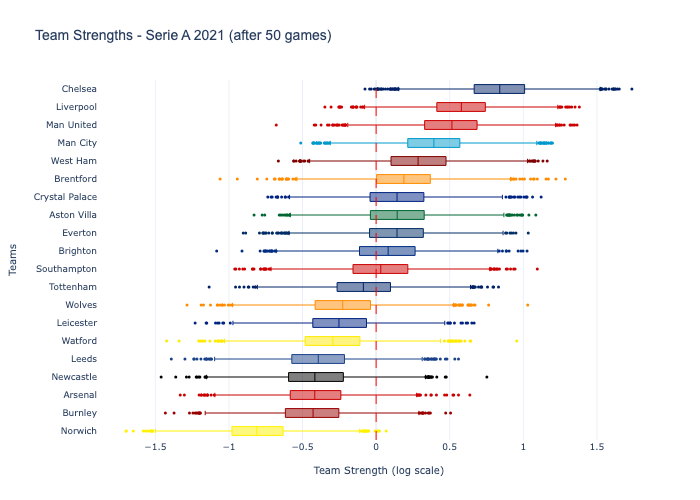 Team Strengths - Serie A 2021 (after 50 games)
Chelsea
Liverpool
Man United
Man City
West Ham
Brentford
Crystal Palace
Aston Villa
Everton
Brighton
Southampton
Tottenham
Wolves
Leicester
Watford
Leeds
Newcastle
Arsenal
Burnley
Norwich
Teams
−1.5 −1 −0.5 0 0.5 1 1.5
Team Strength (log scale)